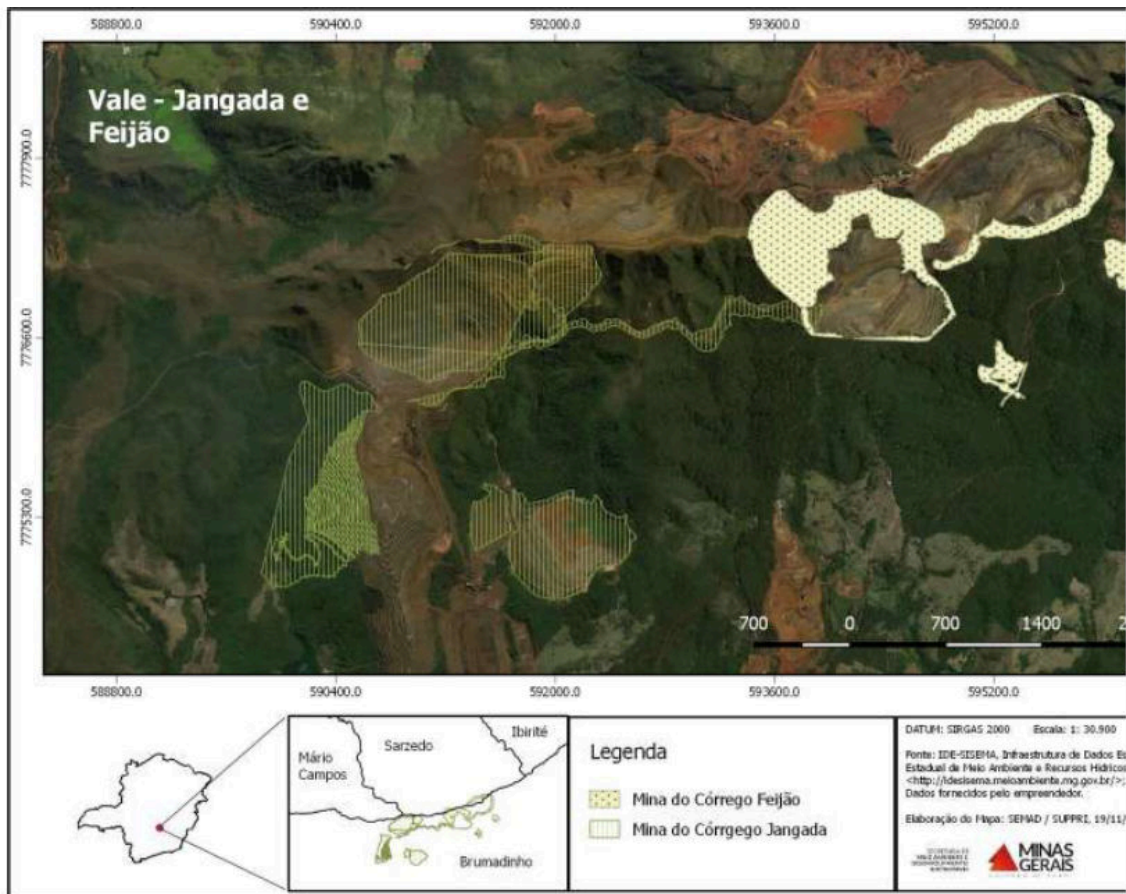 588800.0 590400.0 592000.0 593600.0 595200.0
Vale - Jangada e
Feijão
7777900.0
7776600.0
7775300.0
700 0 700 1400 2
588800.0 590400.0 592000.0 593600.0 595200.0
Mário
Campos
Sarzedo
Ibirité
Brumadinho
Legenda
Mina do Córrego Feijão
Mina do Córrgego Jangada
DATUM: SIRGAS 2000 Escala: 1: 30.900
Fonte: IDE-SISEMA, Infraestrutura de Dados Es
Estadual de Meio Ambiente e Recursos Hídricos
<http://idesisema.meioambiente.mg.gov.br/>;
Dados fornecidos pelo empreendedor.
Elaboração do Mapa: SEMAD / SUPPRI, 19/11/
MINAS
GERAIS